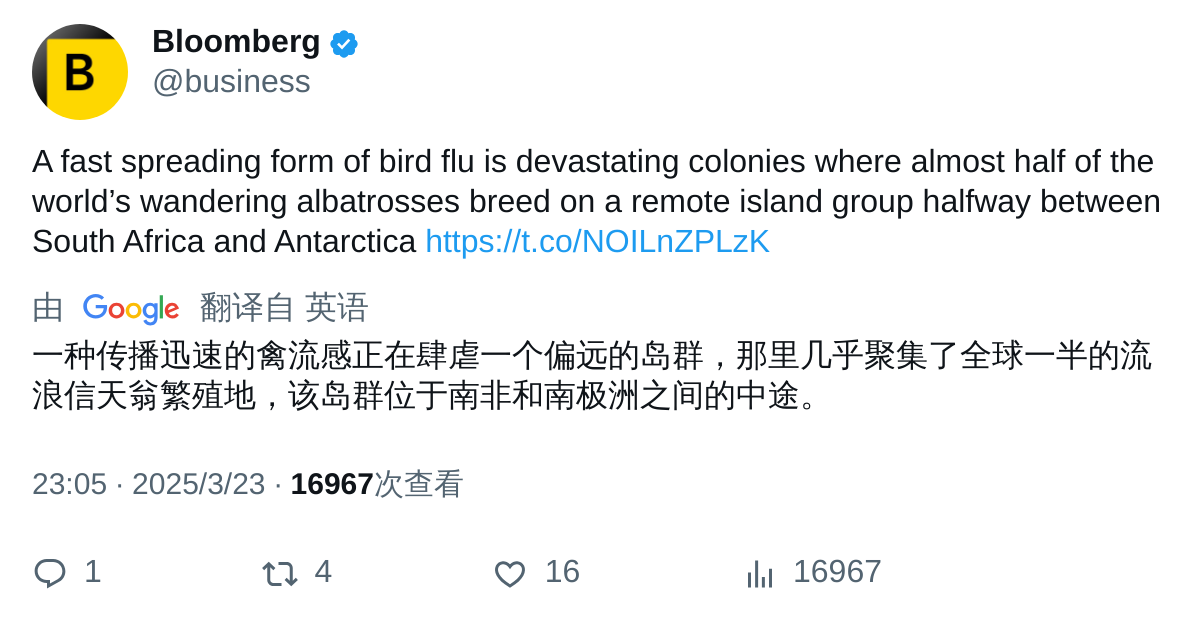 B
Bloomberg
@business
A fast spreading form of bird flu is devastating colonies where almost half of the
world’s wandering albatrosses breed on a remote island group halfway between
South Africa and Antarctica https://t.co/NOILnZPLzK
由 Google 翻译自 英语
一种传播迅速的禽流感正在肆虐一个偏远的岛群，那里几乎聚集了全球一半的流
浪信天翁繁殖地，该岛群位于南非和南极洲之间的中途。
23:05 · 2025/3/23 · 16967次查看
1 4 16 16967